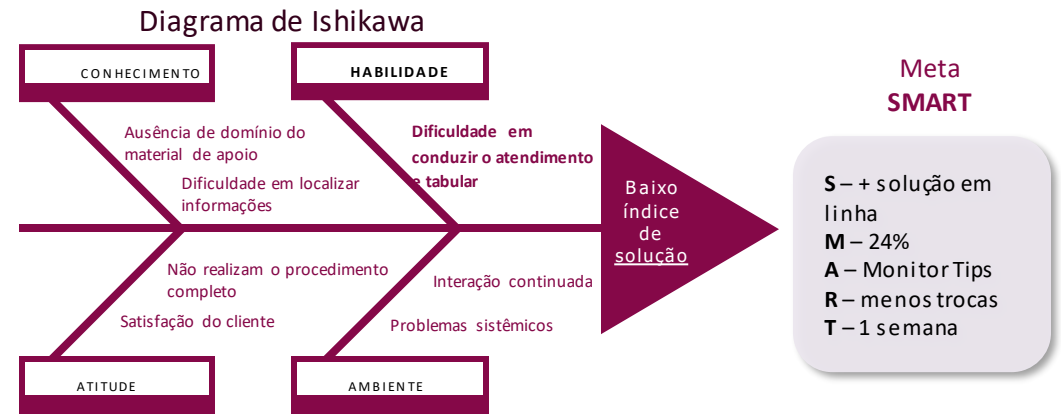 Diagrama de Ishikawa
CONHECIMENTO
HABILIDADE
Ausência de domínio do
material de apoio
Dificuldade em localizar
informações
Dificuldade em
conduzir o atendimento
e tabular
Baixo
índice
de
solução
Não realizam o procedimento
completo
Satisfação do cliente
Interação continuada
Problemas sistêmicos
ATITUDE
AMBIENTE
Meta
SMART
S – + solução em
linha
M – 24%
A – Monitor Tips
R – menos trocas
T – 1 semana